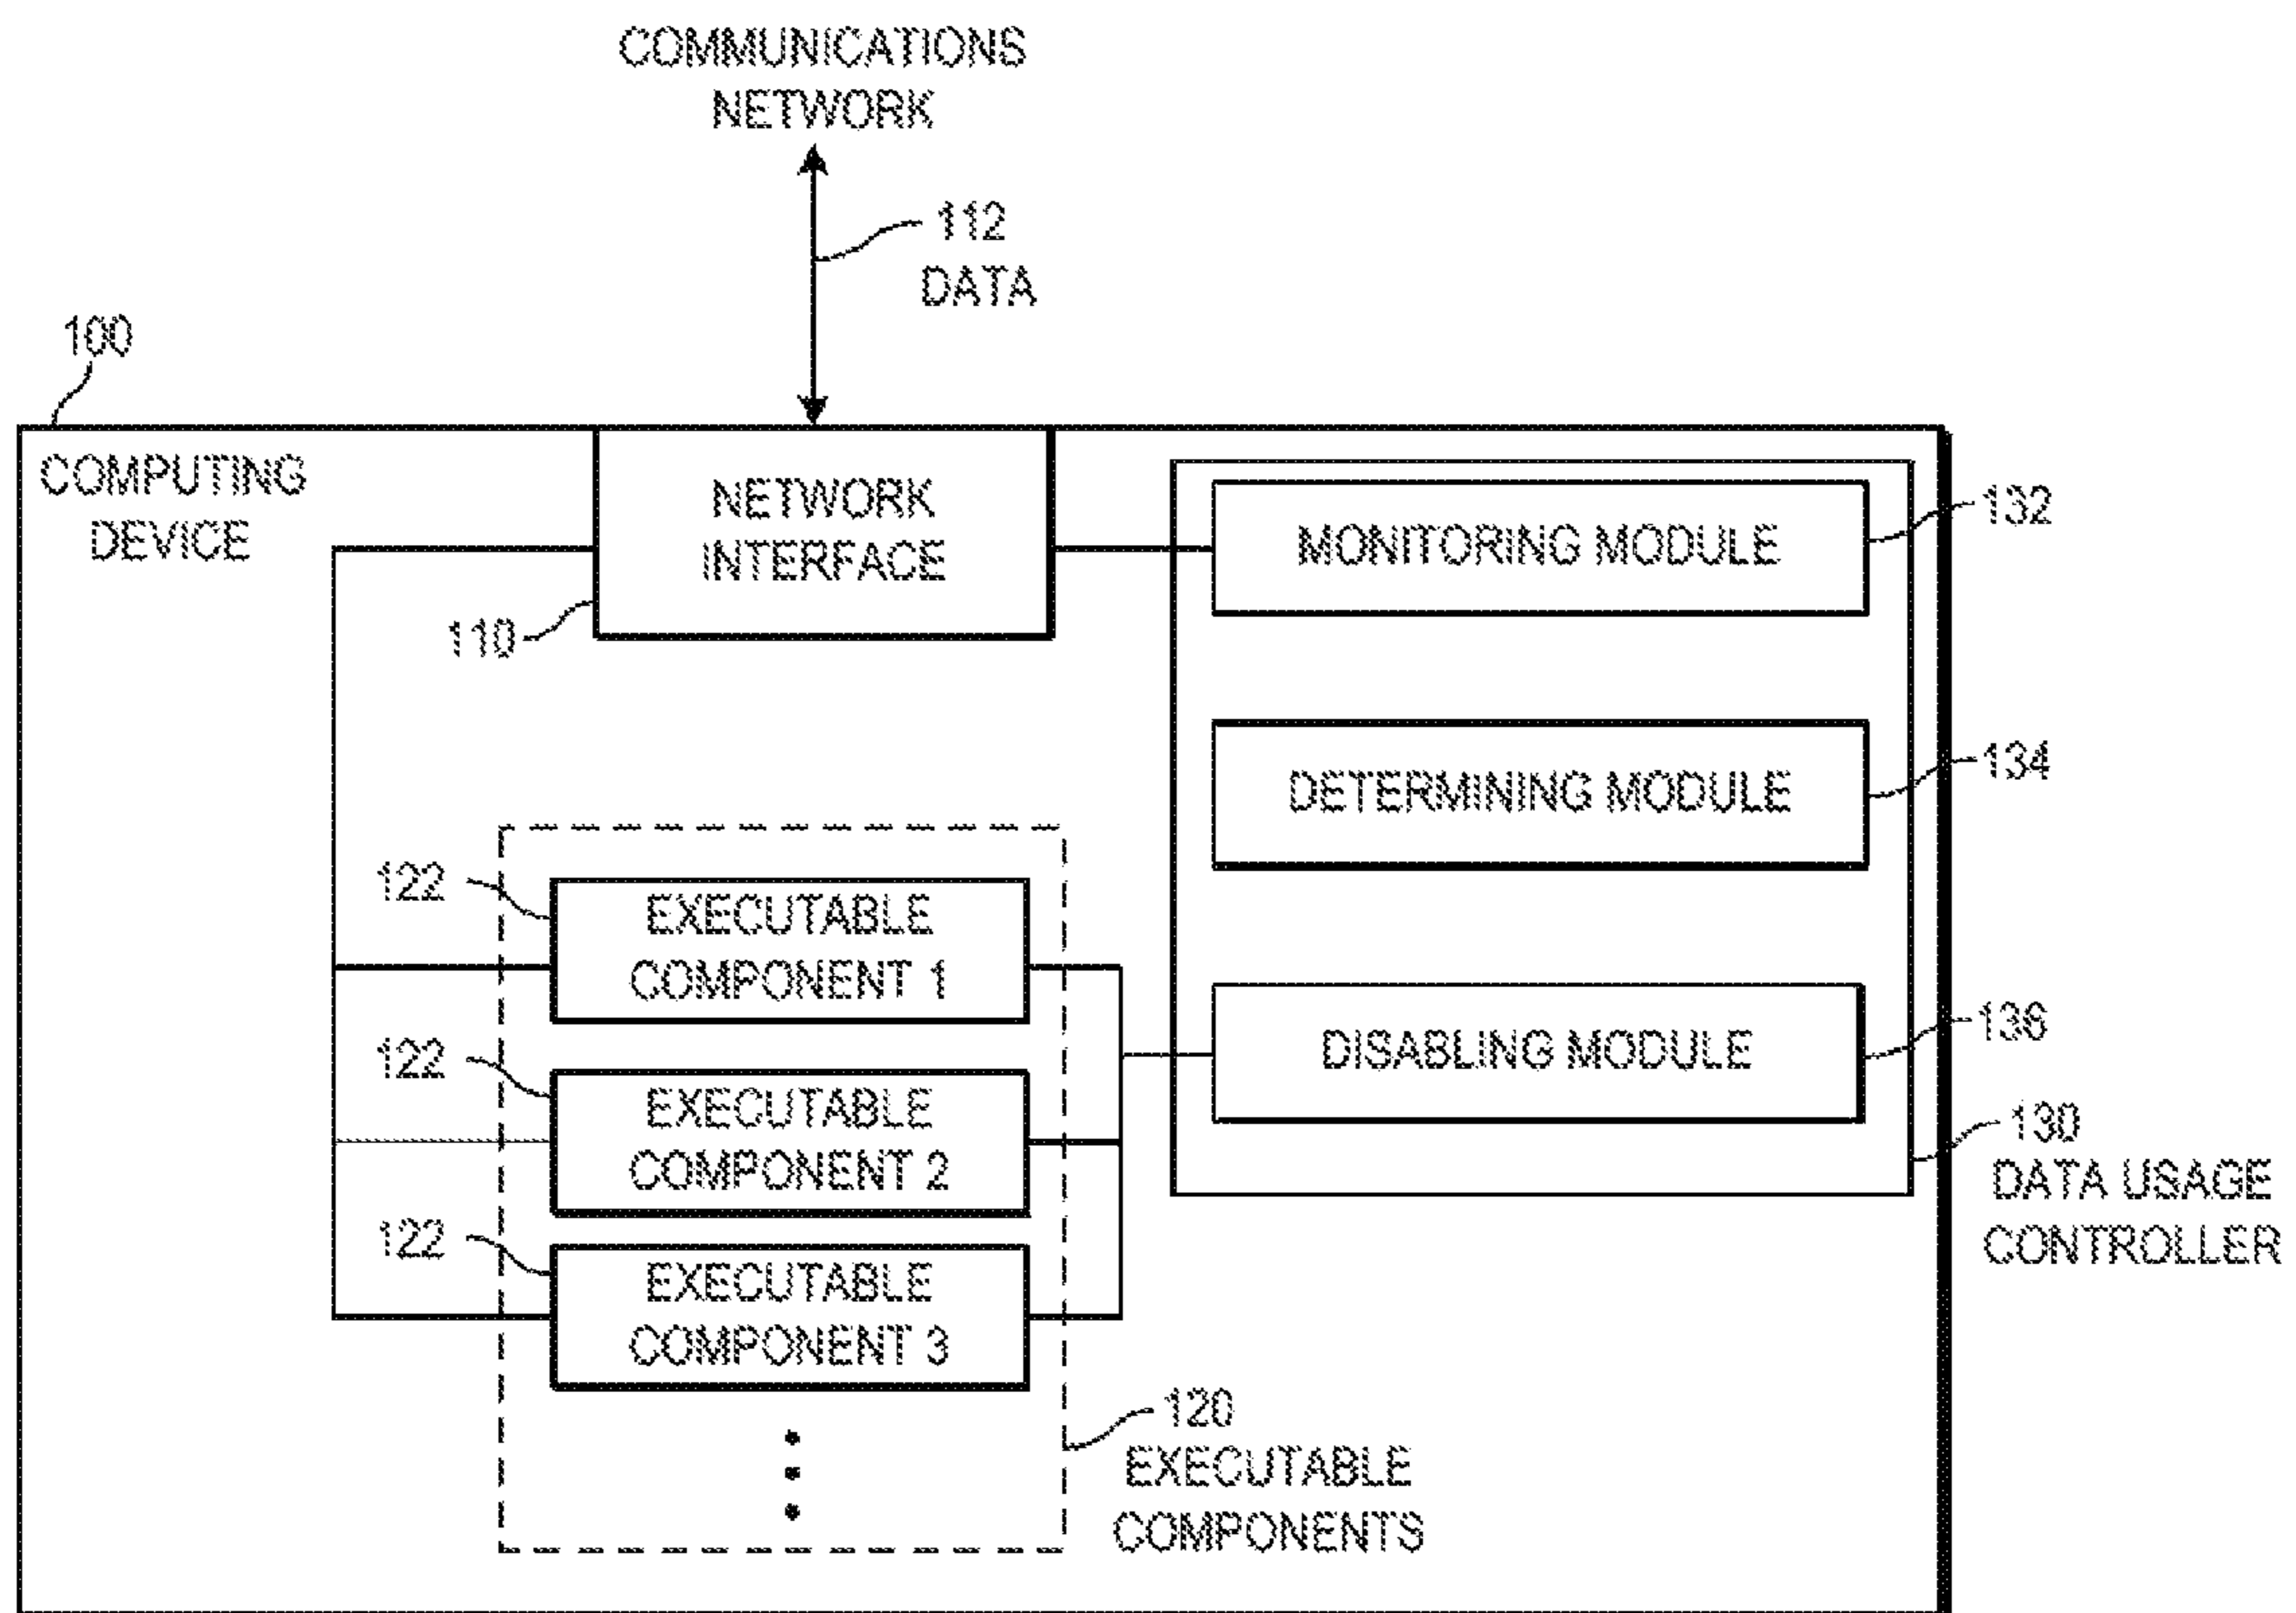 COMMUNICATIONS
NETWORK
112
DATA
100
COMPUTING
DEVICE
NETWORK
INTERFACE
110
MONITORING MODULE
132
DETERMINING MODULE
134
122
EXECUTABLE
COMPONENT 1
122
EXECUTABLE
COMPONENT 2
122
EXECUTABLE
COMPONENT 3
DISABLING MODULE
136
130
DATA USAGE
CONTROLLER
120
EXECUTABLE
COMPONENTS